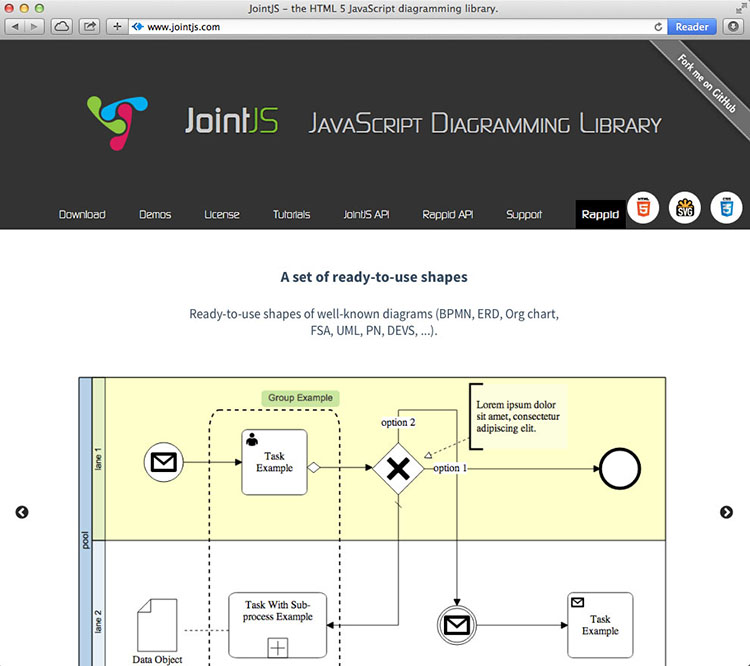 JointJS - the HTML 5 JavaScript diagramming library.
www.jointjs.com
Reader
Fork me on GitHub
JointJS JavaScript Diagramming Library
Download Demos License Tutorials JointJS API Rappid API Support Rappid
HTML
5
SVG
CSS
3
A set of ready-to-use shapes
Ready-to-use shapes of well-known diagrams (BPMN, ERD, Org chart,
FSA, UML, PN, DEVS, ...).
pool
lane 1
Group Example
Task
Example
option 2
Lorem ipsum dolor
sit amet, consectetur
adipiscing elit.
option 1
lane 2
Data Object
Task With Sub-
process Example
Task
Example